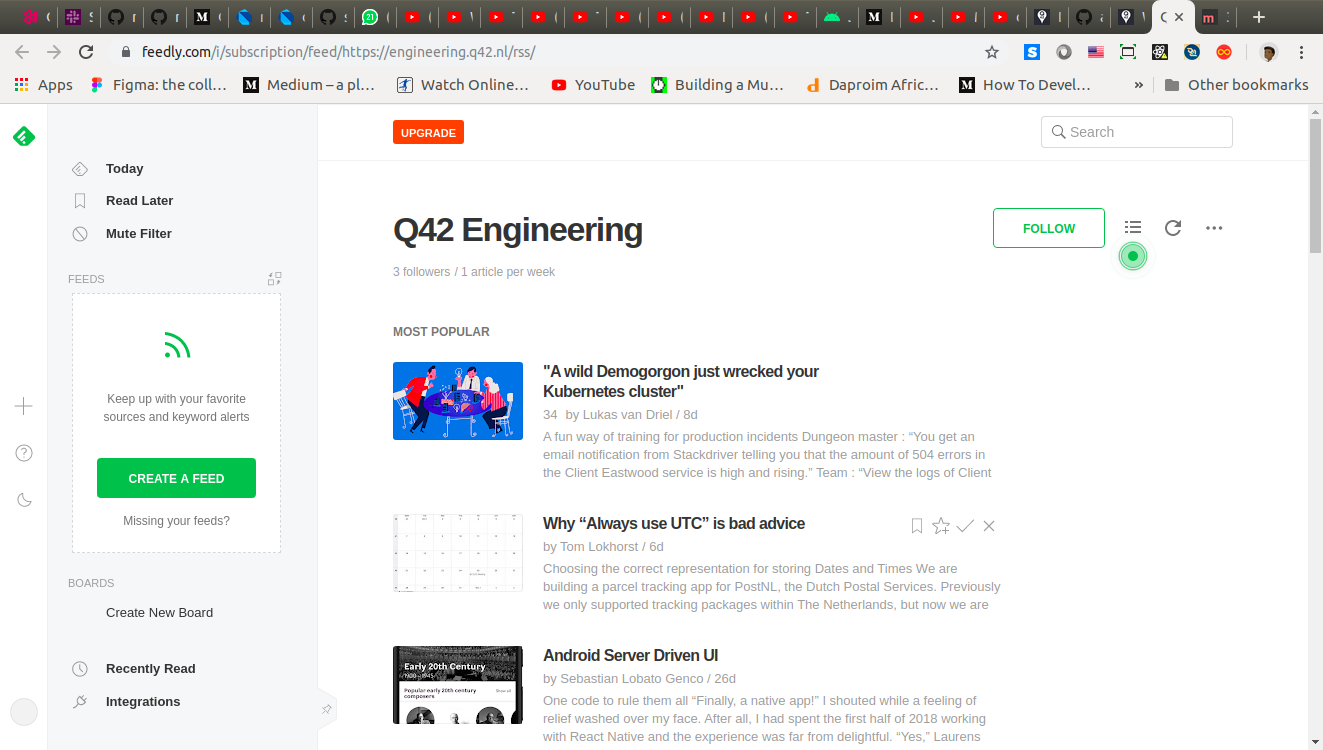 feedly.com/i/subscription/feed/https://engineering.q42.nl/rss/
Apps
Figma: the coll…
Medium – a pl…
Watch Online…
YouTube
Building a Mu…
Daproim Afric…
How To Devel…
»
Other bookmarks
UPGRADE
Search
Today
Read Later
Mute Filter
FEEDS
Keep up with your favorite
sources and keyword alerts
CREATE A FEED
Missing your feeds?
BOARDS
Create New Board
Recently Read
Integrations
Q42 Engineering
FOLLOW
3 followers / 1 article per week
MOST POPULAR
"A wild Demogorgon just wrecked your
Kubernetes cluster"
34 by Lukas van Driel / 8d
A fun way of training for production incidents Dungeon master : “You get an
email notification from Stackdriver telling you that the amount of 504 errors in
the Client Eastwood service is high and rising.” Team : “View the logs of Client
Why “Always use UTC” is bad advice
by Tom Lokhorst / 6d
Choosing the correct representation for storing Dates and Times We are
building a parcel tracking app for PostNL, the Dutch Postal Services. Previously
we only supported tracking packages within The Netherlands, but now we are
Early 20th Century
1900 – 1945
Popular early 20th century
composers
Show all
Android Server Driven UI
by Sebastian Lobato Genco / 26d
One code to rule them all “Finally, a native app!” I shouted while a feeling of
relief washed over my face. After all, I had spent the first half of 2018 working
with React Native and the experience was far from delightful. “Yes,” Laurens